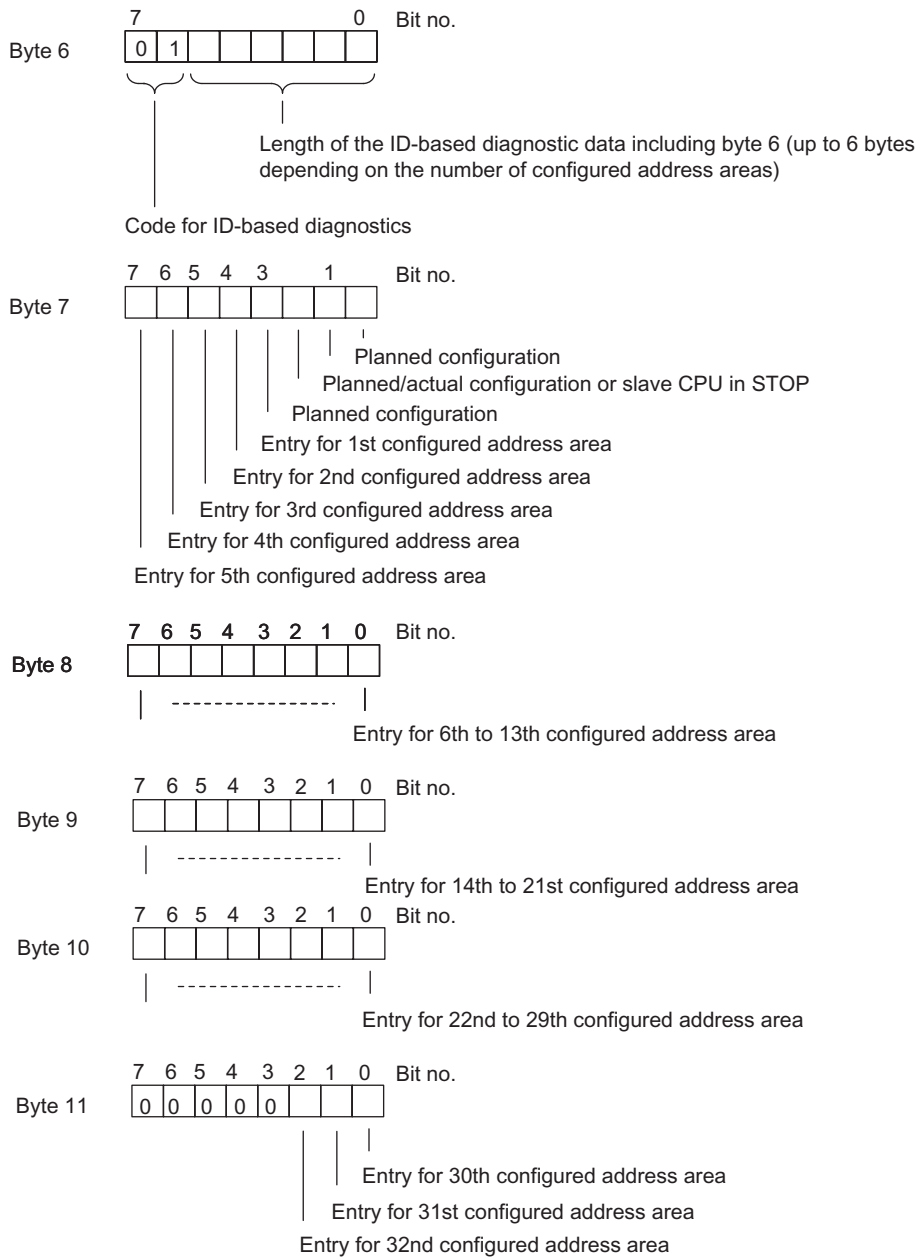 7 0 Bit no.
Byte 6
0 1
Length of the ID-based diagnostic data including byte 6 (up to 6 bytes
depending on the number of configured address areas)
Code for ID-based diagnostics
7 6 5 4 3 1 Bit no.
Byte 7
Planned configuration
Planned/actual configuration or slave CPU in STOP
Planned configuration
Entry for 1st configured address area
Entry for 2nd configured address area
Entry for 3rd configured address area
Entry for 4th configured address area
Entry for 5th configured address area
7 6 5 4 3 2 1 0 Bit no.
Byte 8
Entry for 6th to 13th configured address area
7 6 5 4 3 2 1 0 Bit no.
Byte 9
Entry for 14th to 21st configured address area
7 6 5 4 3 2 1 0 Bit no.
Byte 10
Entry for 22nd to 29th configured address area
7 6 5 4 3 2 1 0 Bit no.
Byte 11
0 0 0 0 0
Entry for 30th configured address area
Entry for 31st configured address area
Entry for 32nd configured address area